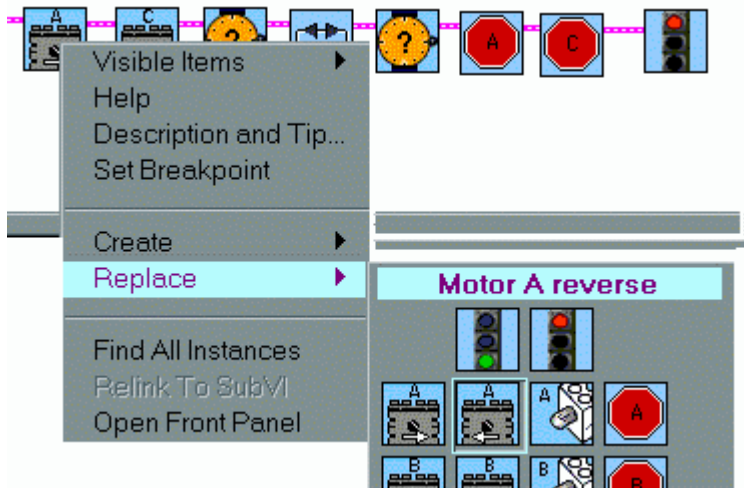 A C ? ? A C
Visible Items
Help
Description and Tip...
Set Breakpoint
Create
Replace
Motor A reverse
Find All Instances
Relink To SubVI
Open Front Panel
A A A A
B B B B